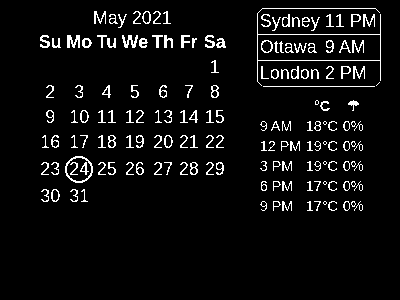 May 2021
Su Mo Tu We Th Fr Sa
1
2 3 4 5 6 7 8
9 10 11 12 13 14 15
16 17 18 19 20 21 22
23 24 25 26 27 28 29
30 31
Sydney 11 PM
Ottawa 9 AM
London 2 PM
°C ☂
9 AM 18°C 0%
12 PM 19°C 0%
3 PM 19°C 0%
6 PM 17°C 0%
9 PM 17°C 0%